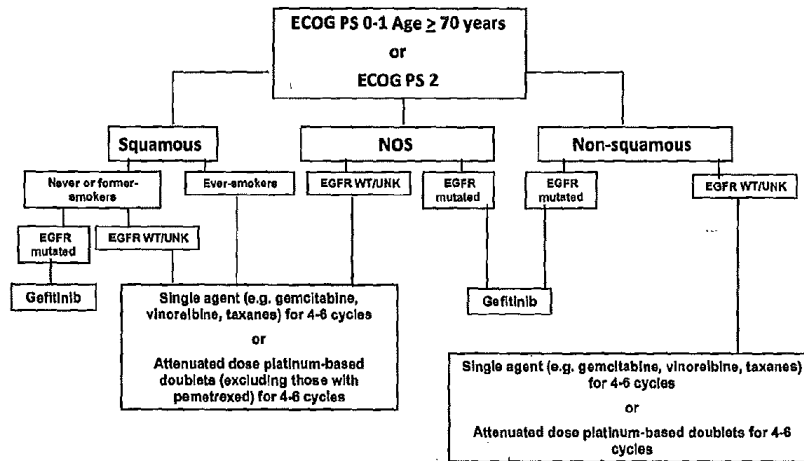 ECOG PS 0-1 Age ≥ 70 years
or
ECOG PS 2
Squamous
NOS
Non-squamous
Never or former-
smokers
Ever-smokers
EGFR WT/UNK
EGFR
mutated
EGFR
mutated
EGFR WT/UNK
EGFR
mutated
EGFR WT/UNK
Gefitinib
Gefitinib
Single agent (e.g. gemcitabine,
vinorelbine, taxanes) for 4-6 cycles
or
Attenuated dose platinum-based
doublets (excluding those with
pemetrexed) for 4-6 cycles
Single agent (e.g. gemcitabine, vinorelbine, taxanes)
for 4-6 cycles
or
Attenuated dose platinum-based doublets for 4-6
cycles